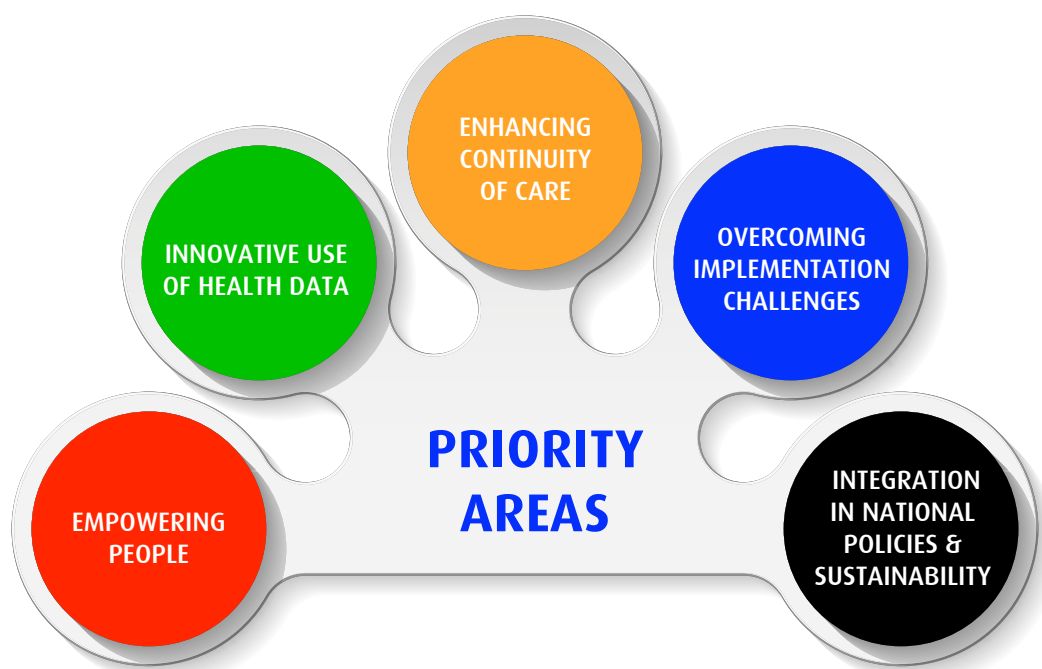 ENHANCING
CONTINUITY
OF CARE
INNOVATIVE USE
OF HEALTH DATA
OVERCOMING
IMPLEMENTATION
CHALLENGES
EMPOWERING
PEOPLE
PRIORITY
AREAS
INTEGRATION
IN NATIONAL
POLICIES &
SUSTAINABILITY